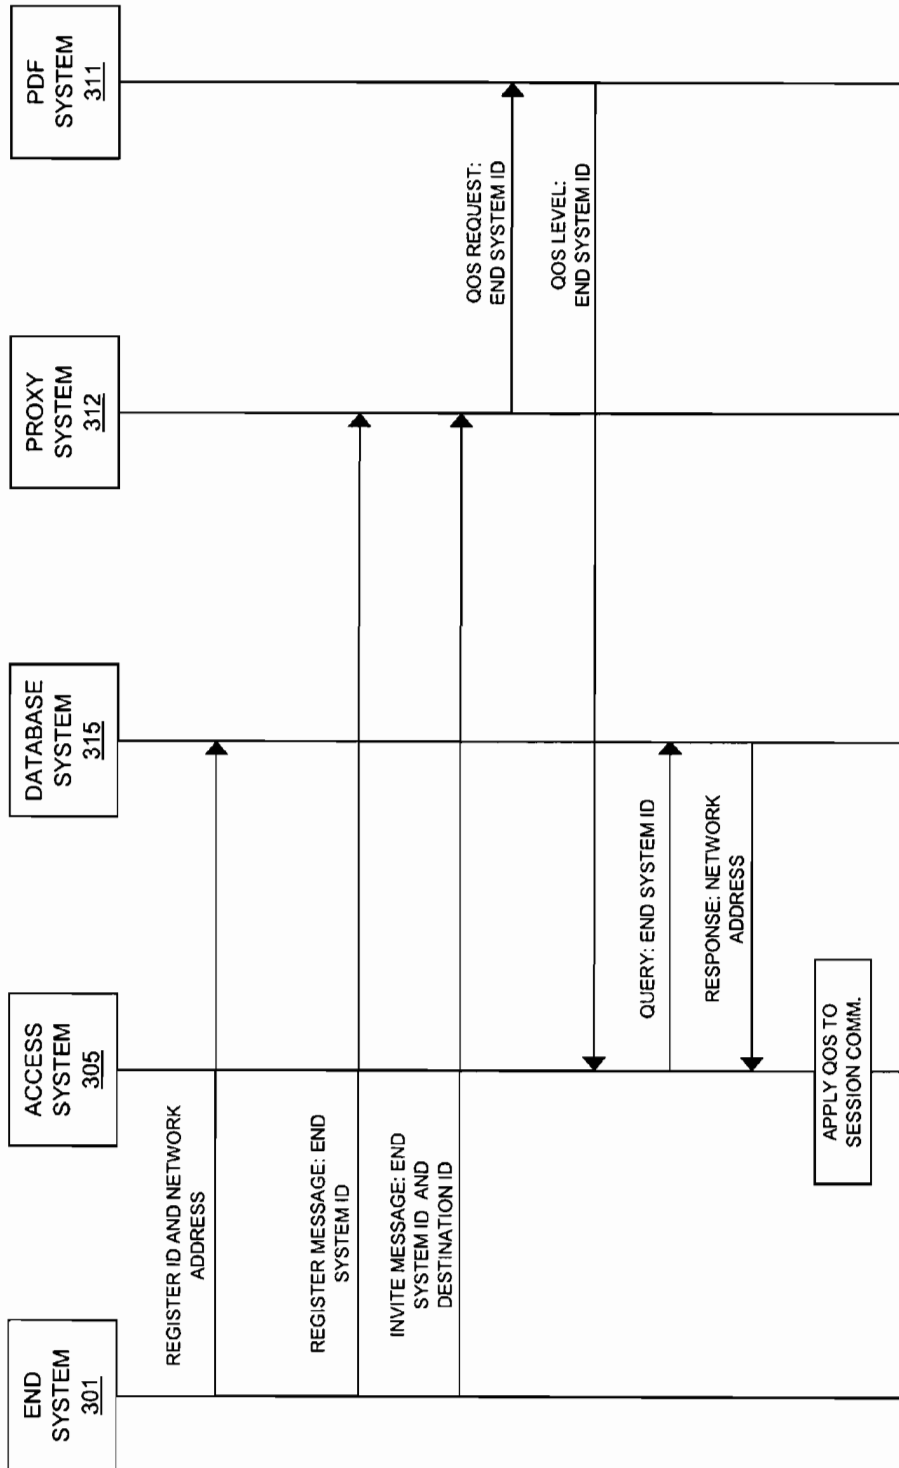 END
SYSTEM
301
ACCESS
SYSTEM
305
DATABASE
SYSTEM
315
PROXY
SYSTEM
312
PDF
SYSTEM
311
REGISTER ID AND NETWORK
ADDRESS
REGISTER MESSAGE: END
SYSTEM ID
INVITE MESSAGE: END
SYSTEM ID AND
DESTINATION ID
QOS REQUEST:
END SYSTEM ID
QOS LEVEL:
END SYSTEM ID
QUERY: END SYSTEM ID
RESPONSE: NETWORK
ADDRESS
APPLY QOS TO
SESSION COMM.